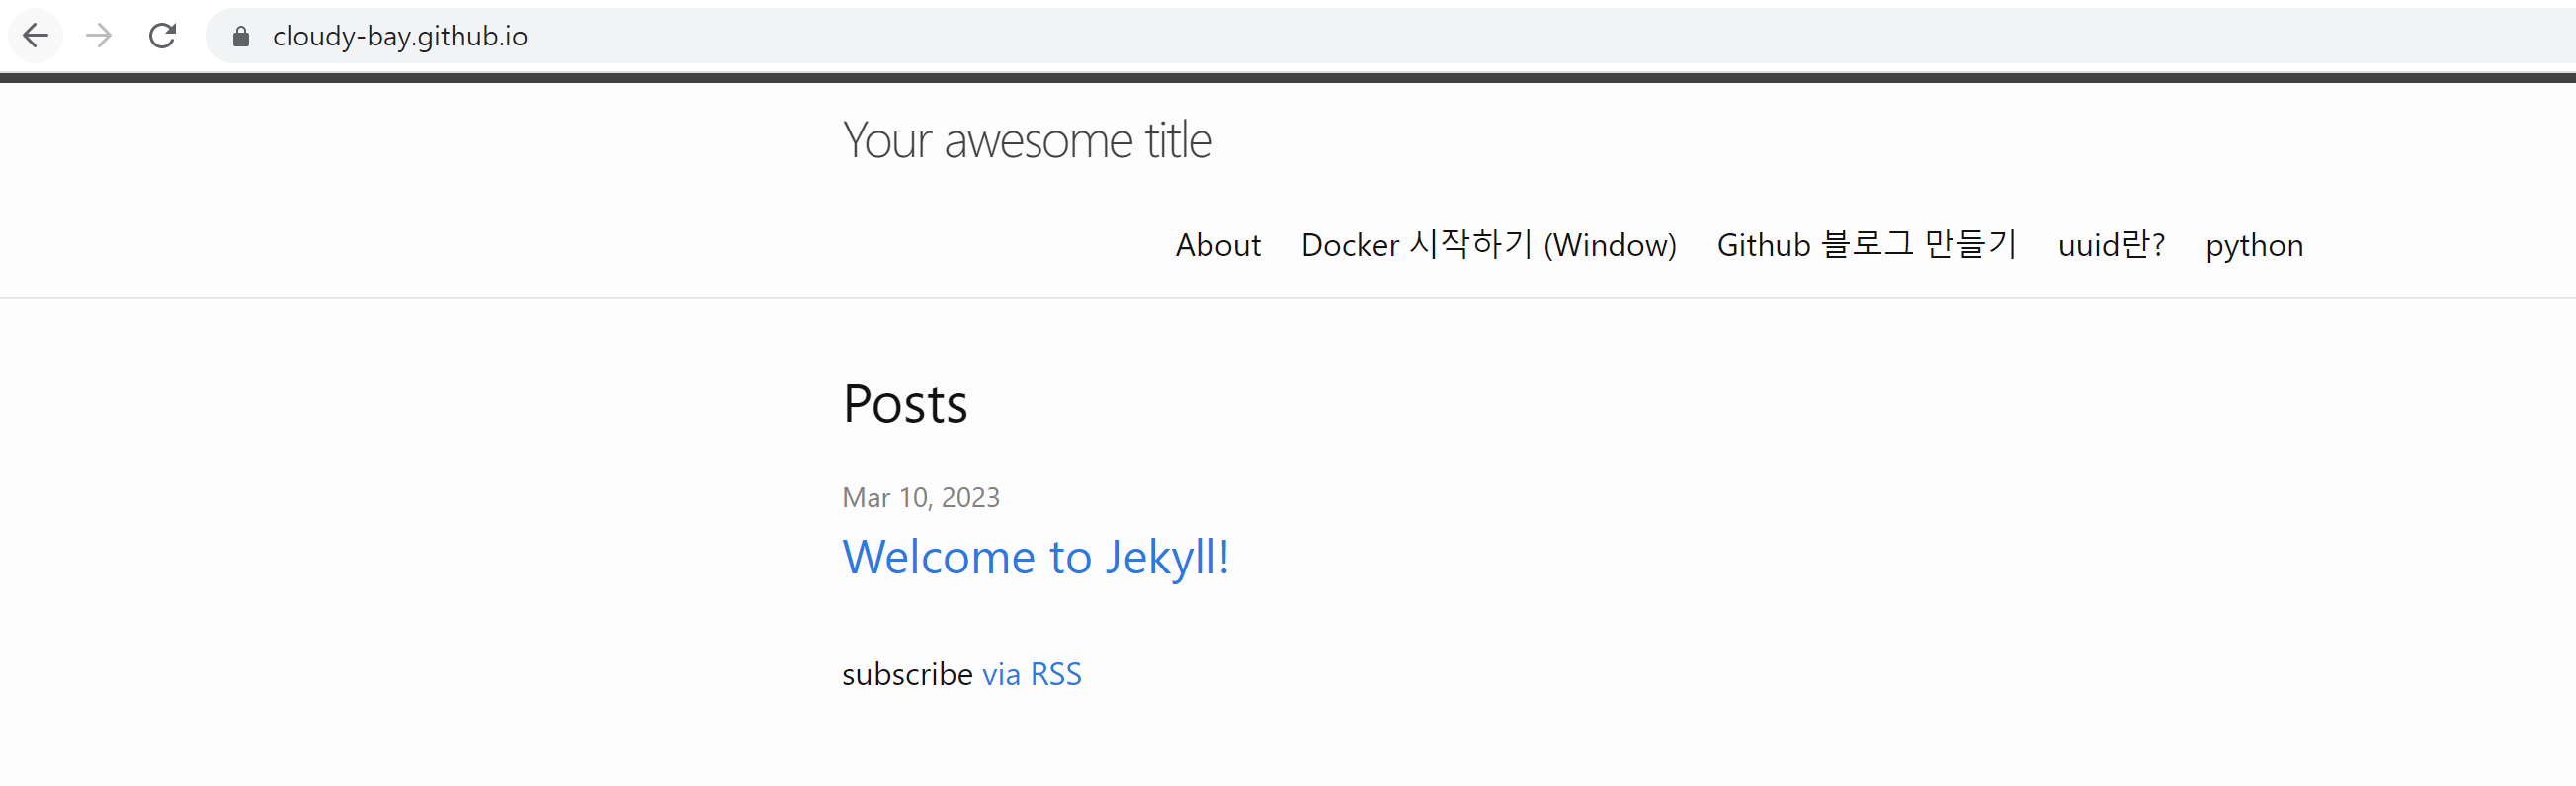 cloudy-bay.github.io
Your awesome title
About Docker 시작하기 (Window) Github 블로그 만들기 uuid란? python
Posts
Mar 10, 2023
Welcome to Jekyll!
subscribe via RSS